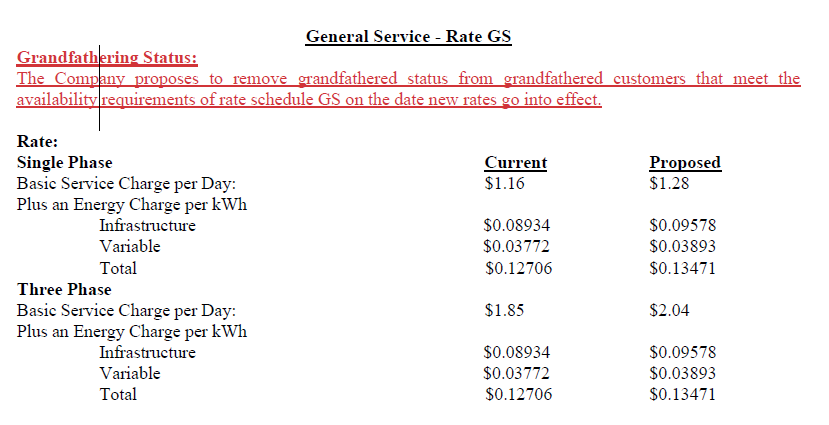 General Service - Rate GS
Grandfathering Status:
The Company proposes to remove grandfathered status from grandfathered customers that meet the
availability requirements of rate schedule GS on the date new rates go into effect.
Rate:
Single Phase Current Proposed
Basic Service Charge per Day: $1.16 $1.28
Plus an Energy Charge per kWh
Infrastructure $0.08934 $0.09578
Variable $0.03772 $0.03893
Total $0.12706 $0.13471
Three Phase
Basic Service Charge per Day: $1.85 $2.04
Plus an Energy Charge per kWh
Infrastructure $0.08934 $0.09578
Variable $0.03772 $0.03893
Total $0.12706 $0.13471